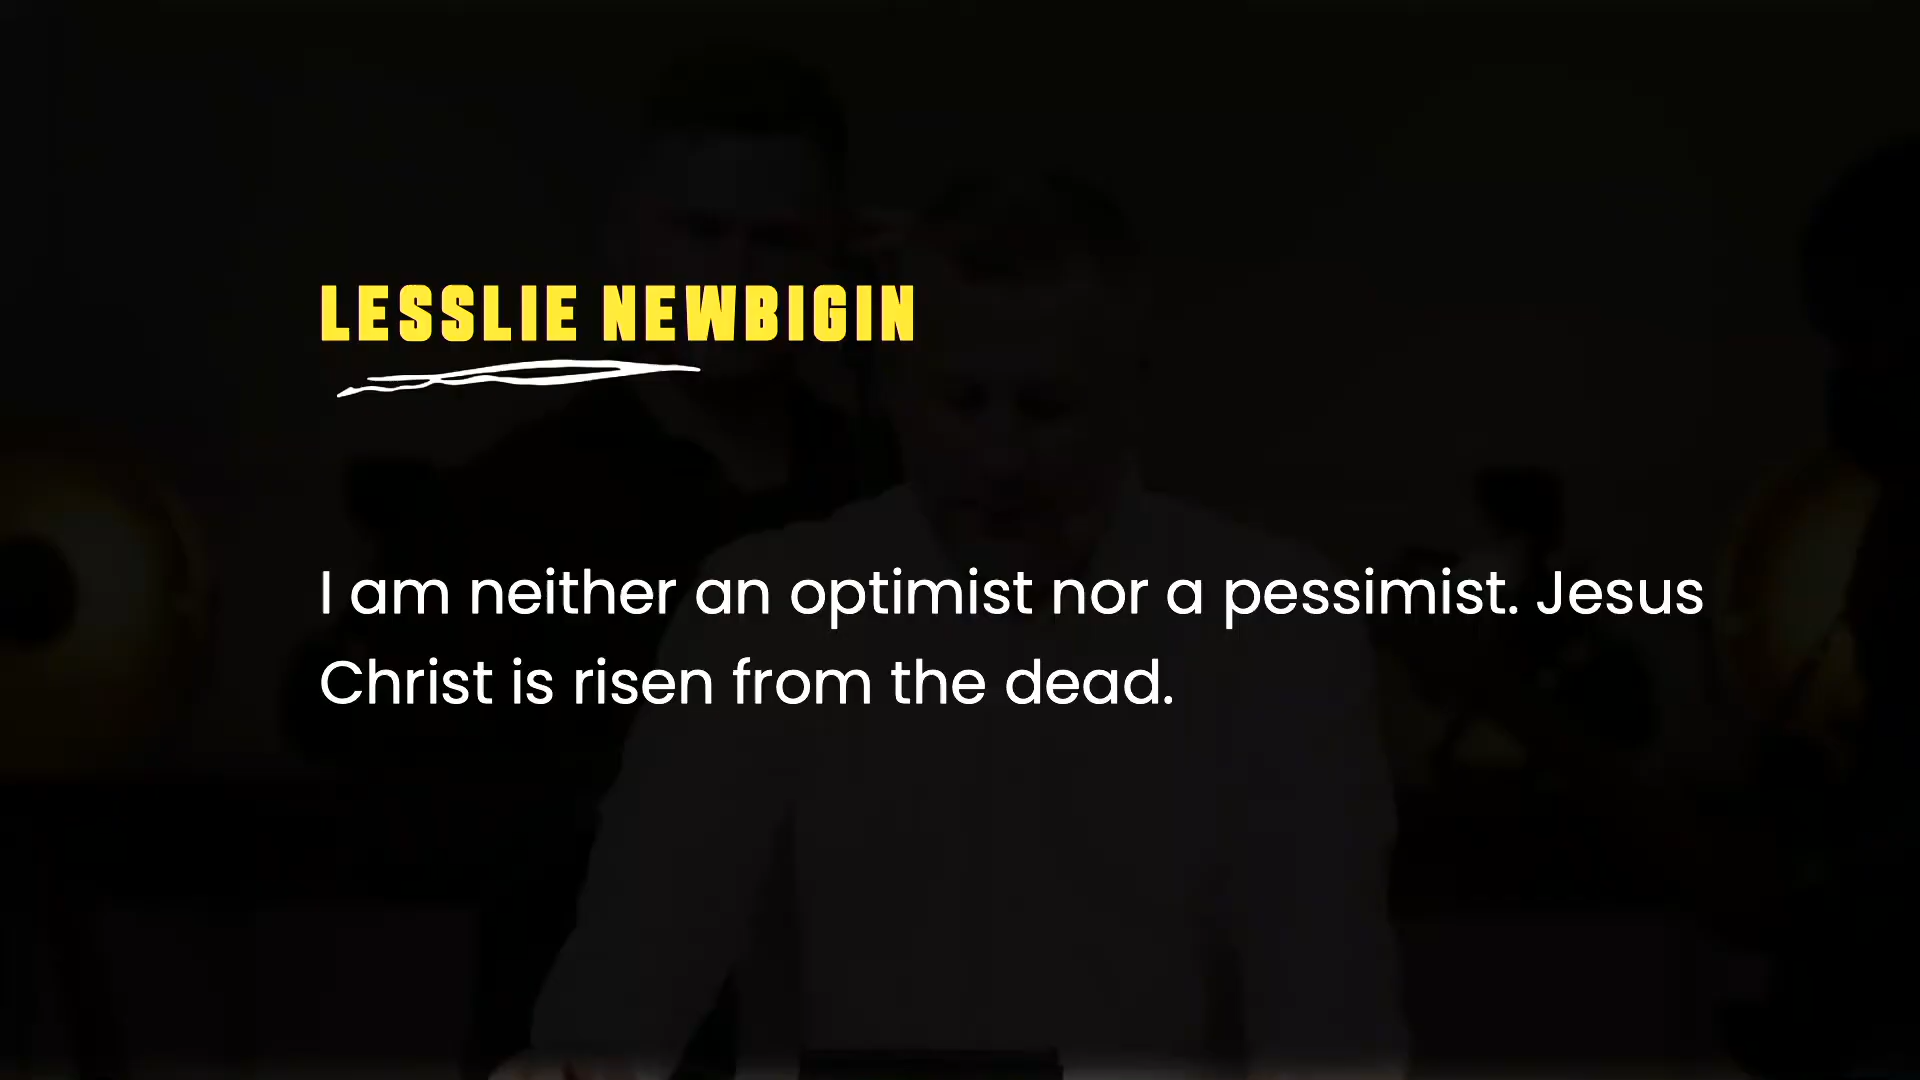 LESSLIE NEWBIGIN
I am neither an optimist nor a pessimist. Jesus
Christ is risen from the dead.